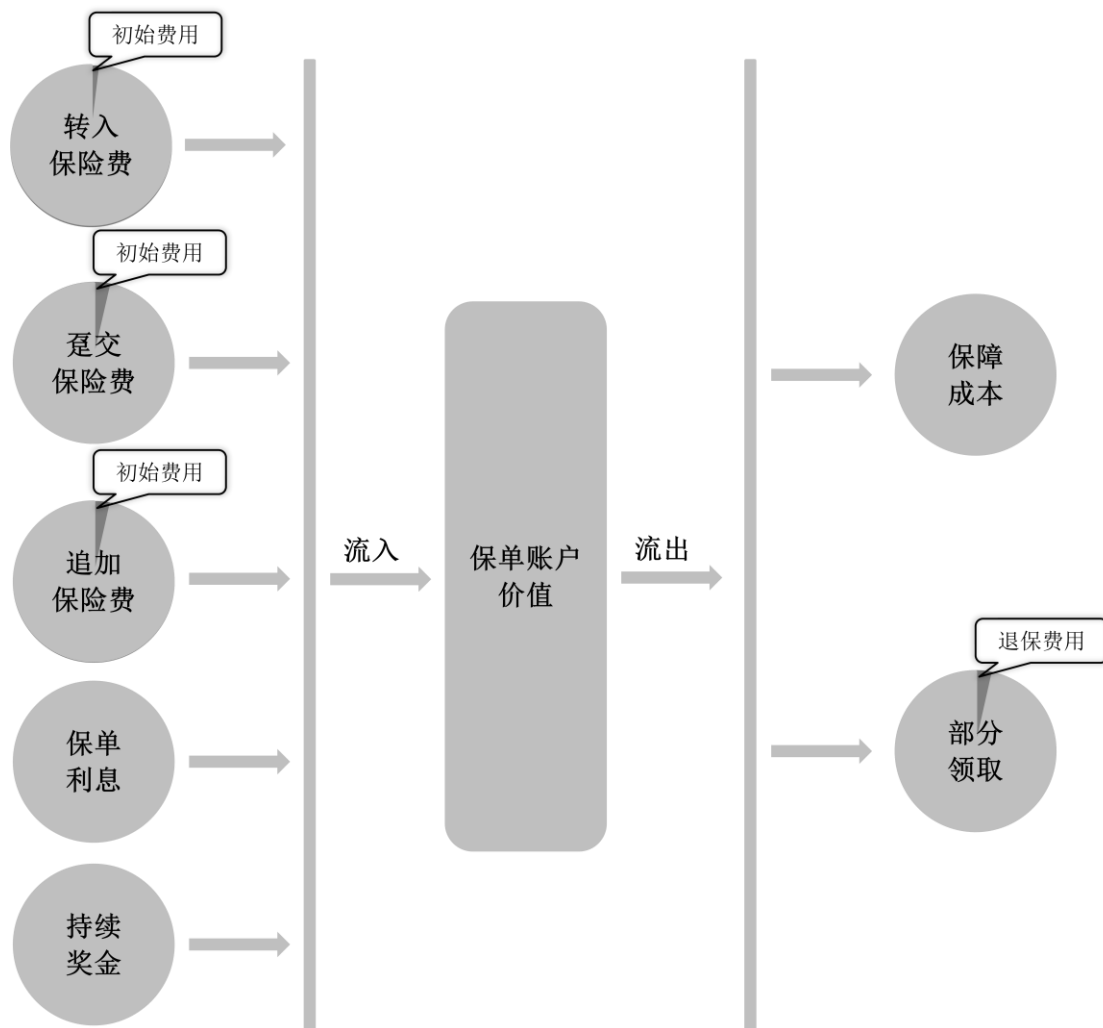 初始费用
转入
保险费
初始费用
趸交
保险费
初始费用
追加
保险费
保单
利息
持续
奖金
流入
保单账户
价值
流出
保障
成本
退保费用
部分
领取